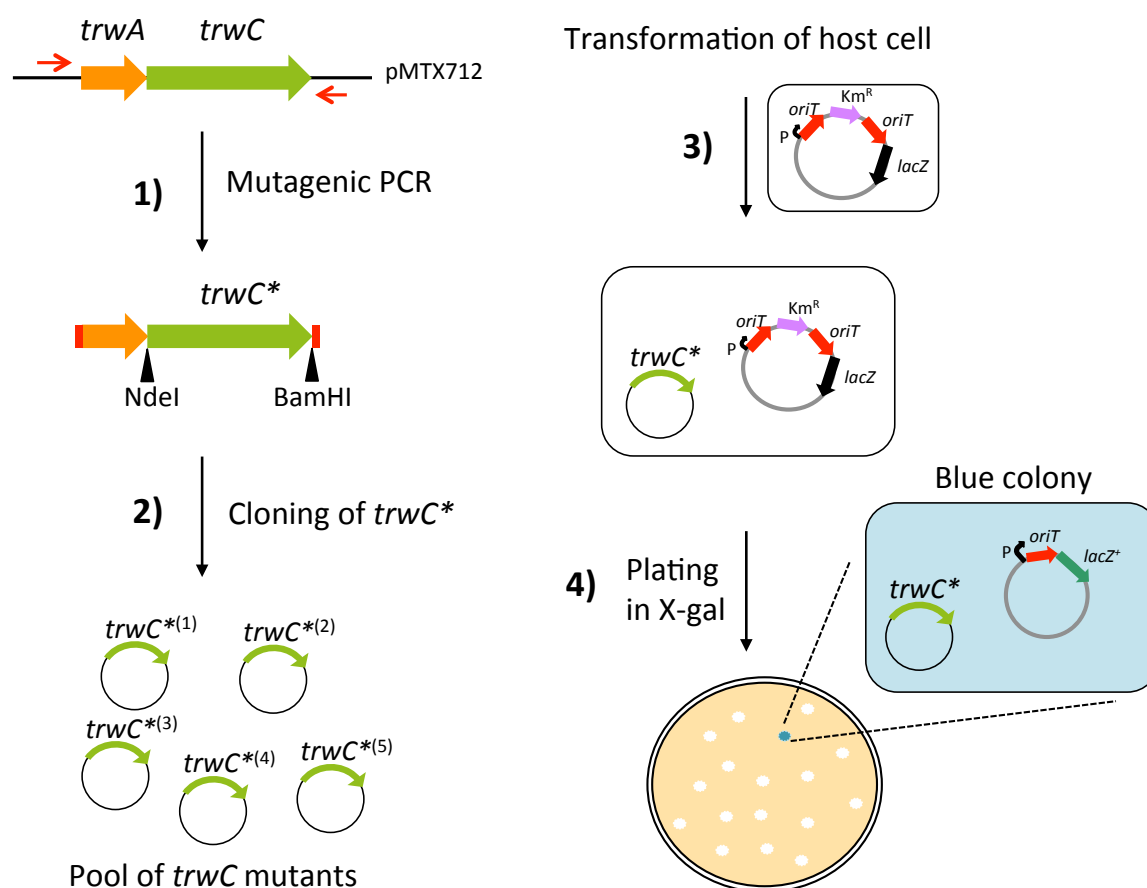 trwA trwC
pMTX712
1) Mutagenic PCR
trwC*
NdeI BamHI
2) Cloning of trwC*
trwC*(1) trwC*(2)
trwC*(3) trwC*(4) trwC*(5)
Pool of trwC mutants
Transformation of host cell
3)
KmR
oriT oriT
P
lacZ
KmR
oriT oriT
P
trwC*
lacZ
Blue colony
4) Plating
in X-gal
oriT
P lacZ+
trwC*